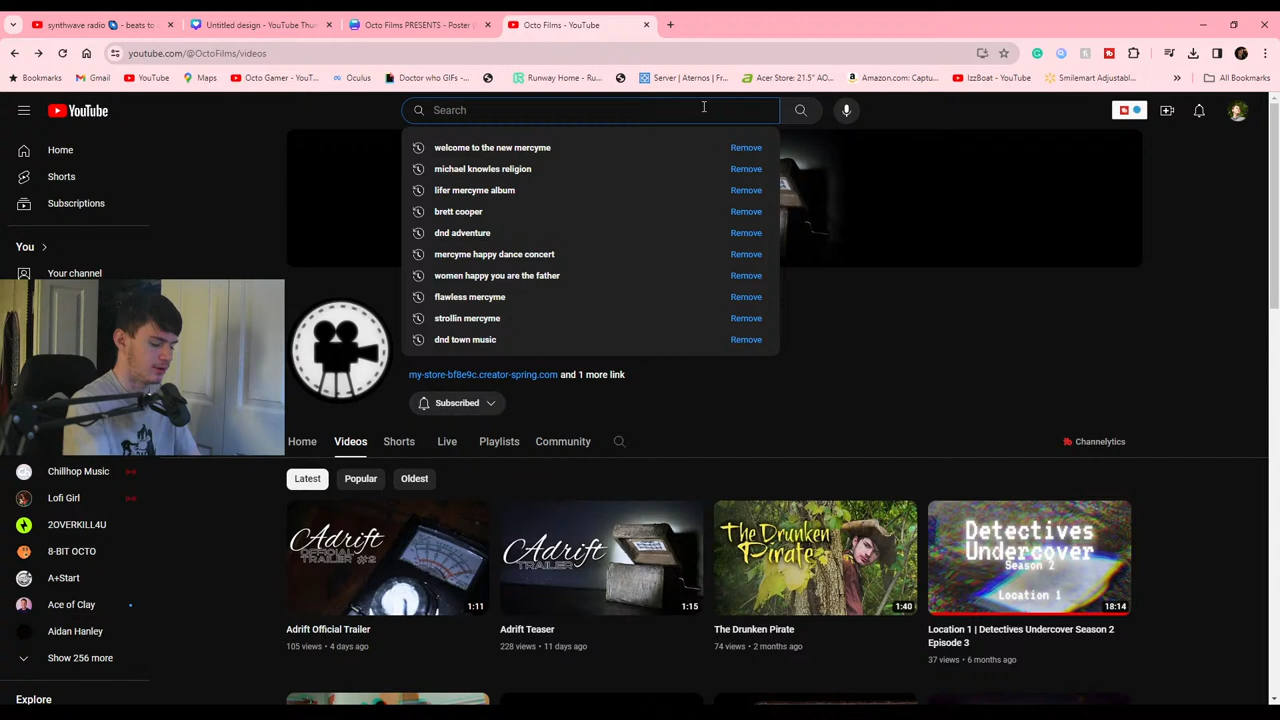 synthwave radio - beats to
Untitled design - YouTube Thu
Octo Films PRESENTS - Poster (
Octo Films - YouTube
youtube.com/@OctoFilms/videos
Bookmarks
Gmail
YouTube
Maps
Octo Gamer - YouT...
Oculus
Doctor who GIFs -...
Runway Home - Ru...
Server | Aternos | Fr...
Acer Store: 21.5" AO...
Amazon.com: Captu...
IzzBoat - YouTube
Smilemart Adjustabl...
All Bookmarks
YouTube
Search
welcome to the new mercyme Remove
michael knowles religion Remove
lifer mercyme album Remove
brett cooper Remove
dnd adventure Remove
mercyme happy dance concert Remove
women happy you are the father Remove
flawless mercyme Remove
strollin mercyme Remove
dnd town music Remove
Home
Shorts
Subscriptions
You
Your channel
Chillhop Music
Lofi Girl
2OVERKILL4U
8-BIT OCTO
A+Start
Ace of Clay
Aidan Hanley
Show 256 more
Explore
my-store-bf8e9c.creator-spring.com and 1 more link
Subscribed
Home Videos Shorts Live Playlists Community
Channelytics
Latest Popular Oldest
Adrift
OFFICIAL
TRAILER #2
1:11
Adrift Official Trailer
105 views • 4 days ago
Adrift
TRAILER
1:15
Adrift Teaser
228 views • 11 days ago
The Drunken
Pirate
1:40
The Drunken Pirate
74 views • 2 months ago
Detectives
Undercover
Season 2
Location 1
18:14
Location 1 | Detectives Undercover Season 2
Episode 3
37 views • 6 months ago